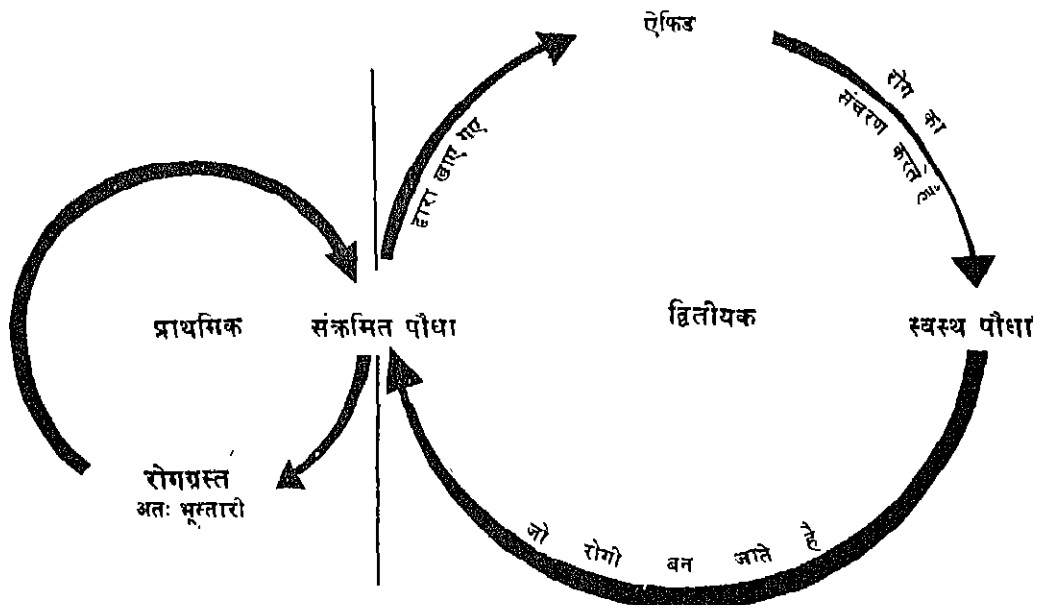 ऐफिड
रोग का
संचरण करते हैं
द्वारा खाए गए
प्राथमिक
संक्रमित पौधा
द्वितीयक
स्वस्थ पौधा
रोगग्रस्त
अतः भूस्तारी
जो रोगी बन जाते है